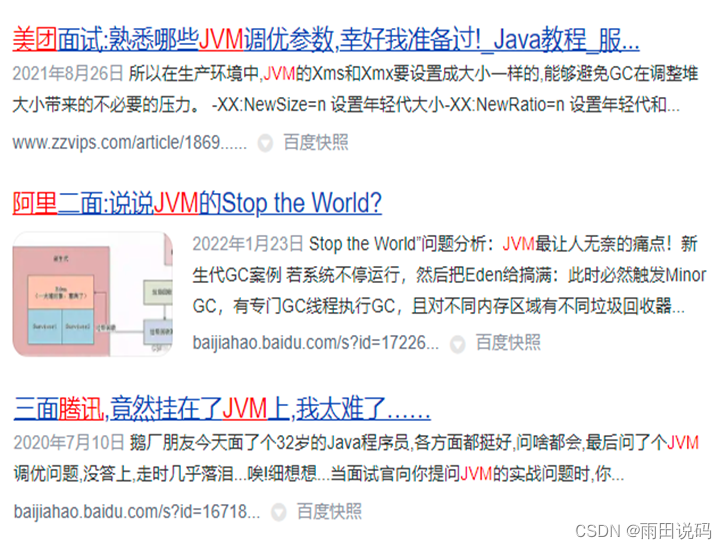 美团面试:熟悉哪些JVM调优参数,幸好我准备过!_Java教程_服...
2021年8月26日 所以在生产环境中,JVM的Xms和Xmx要设置成大小一样的,能够避免GC在调整堆
大小带来的不必要的压力。 -XX:NewSize=n 设置年轻代大小-XX:NewRatio=n 设置年轻代和...
www.zzvips.com/article/1869...... 百度快照
阿里二面:说说JVM的Stop the World?
2022年1月23日 Stop the World”问题分析：JVM最让人无奈的痛点！新
生代GC案例 若系统不停运行，然后把Eden给搞满：此时必然触发Minor
GC，有专门GC线程执行GC，且对不同内存区域有不同垃圾回收器...
baijiahao.baidu.com/s?id=17226... 百度快照
三面腾讯,竟然挂在了JVM上,我太难了……
2020年7月10日 鹅厂朋友今天面了个32岁的Java程序员,各方面都挺好,问啥都会,最后问了个JVM
调优问题,没答上,走时几乎落泪...唉!细想想...当面试官向你提问JVM的实战问题时,你...
baijiahao.baidu.com/s?id=16718... 百度快照
CSDN @雨田说码